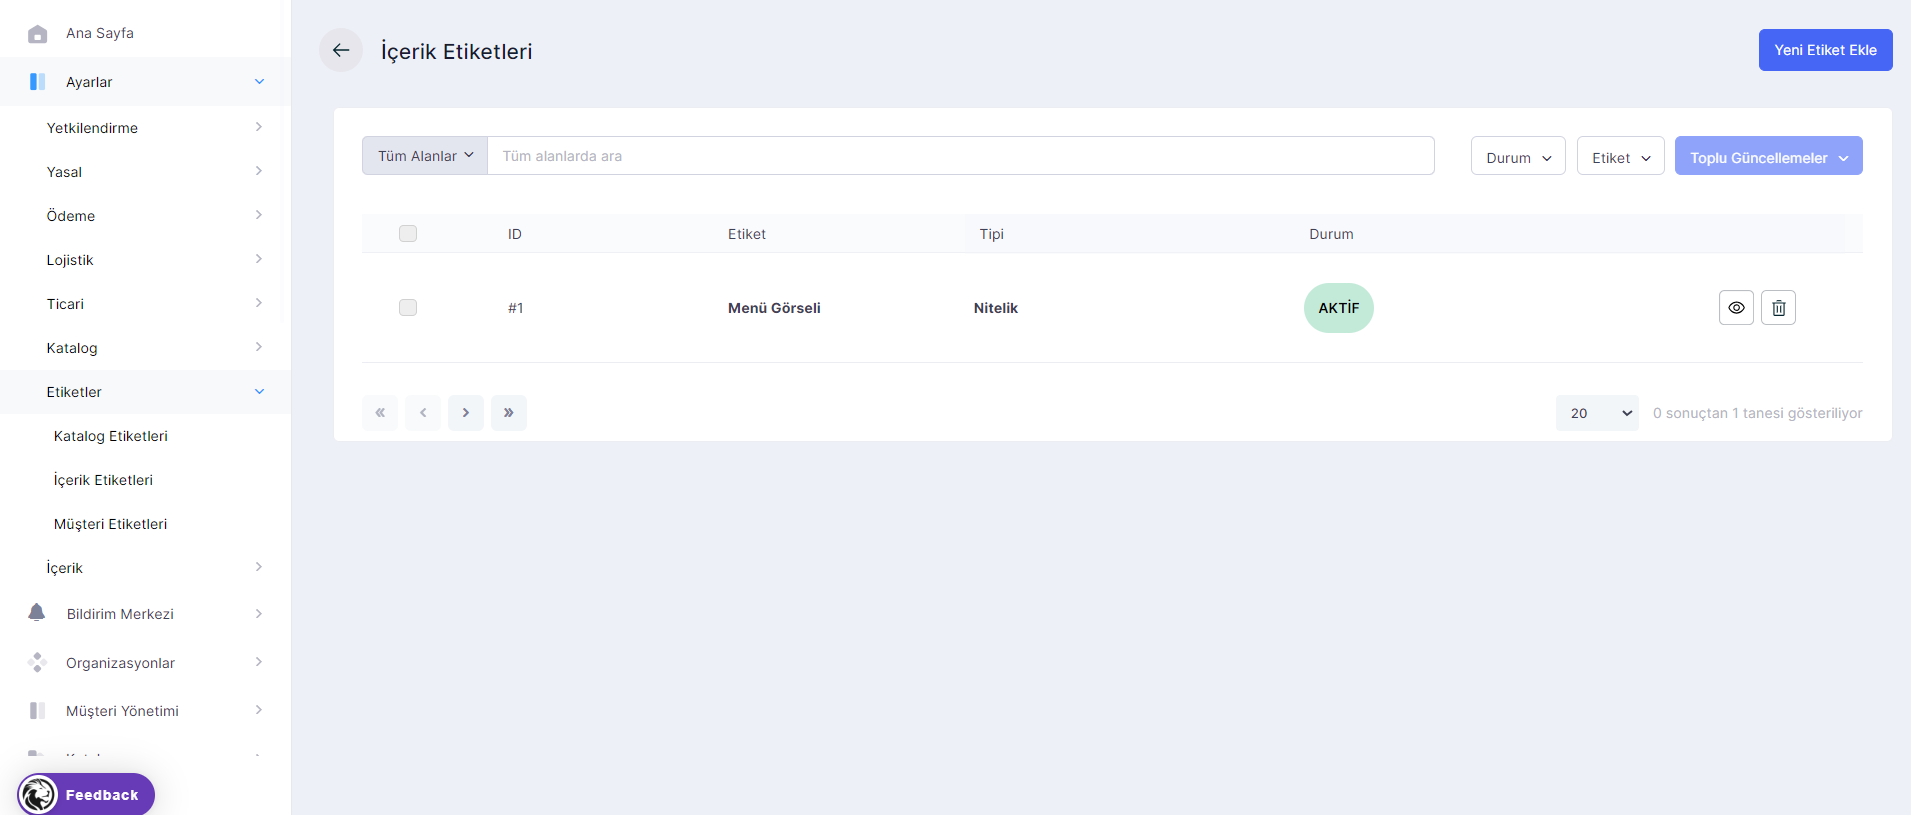 Ana Sayfa
Ayarlar
Yetkilendirme
Yasal
Ödeme
Lojistik
Ticari
Katalog
Etiketler
Katalog Etiketleri
İçerik Etiketleri
Müşteri Etiketleri
İçerik
Bildirim Merkezi
Organizasyonlar
Müşteri Yönetimi
Feedback
İçerik Etiketleri
Yeni Etiket Ekle
Tüm Alanlar Tüm alanlarda ara Durum Etiket Toplu Güncellemeler
ID Etiket Tipi Durum
#1 Menü Görseli Nitelik AKTİF
« ‹ › » 20 0 sonuçtan 1 tanesi gösteriliyor